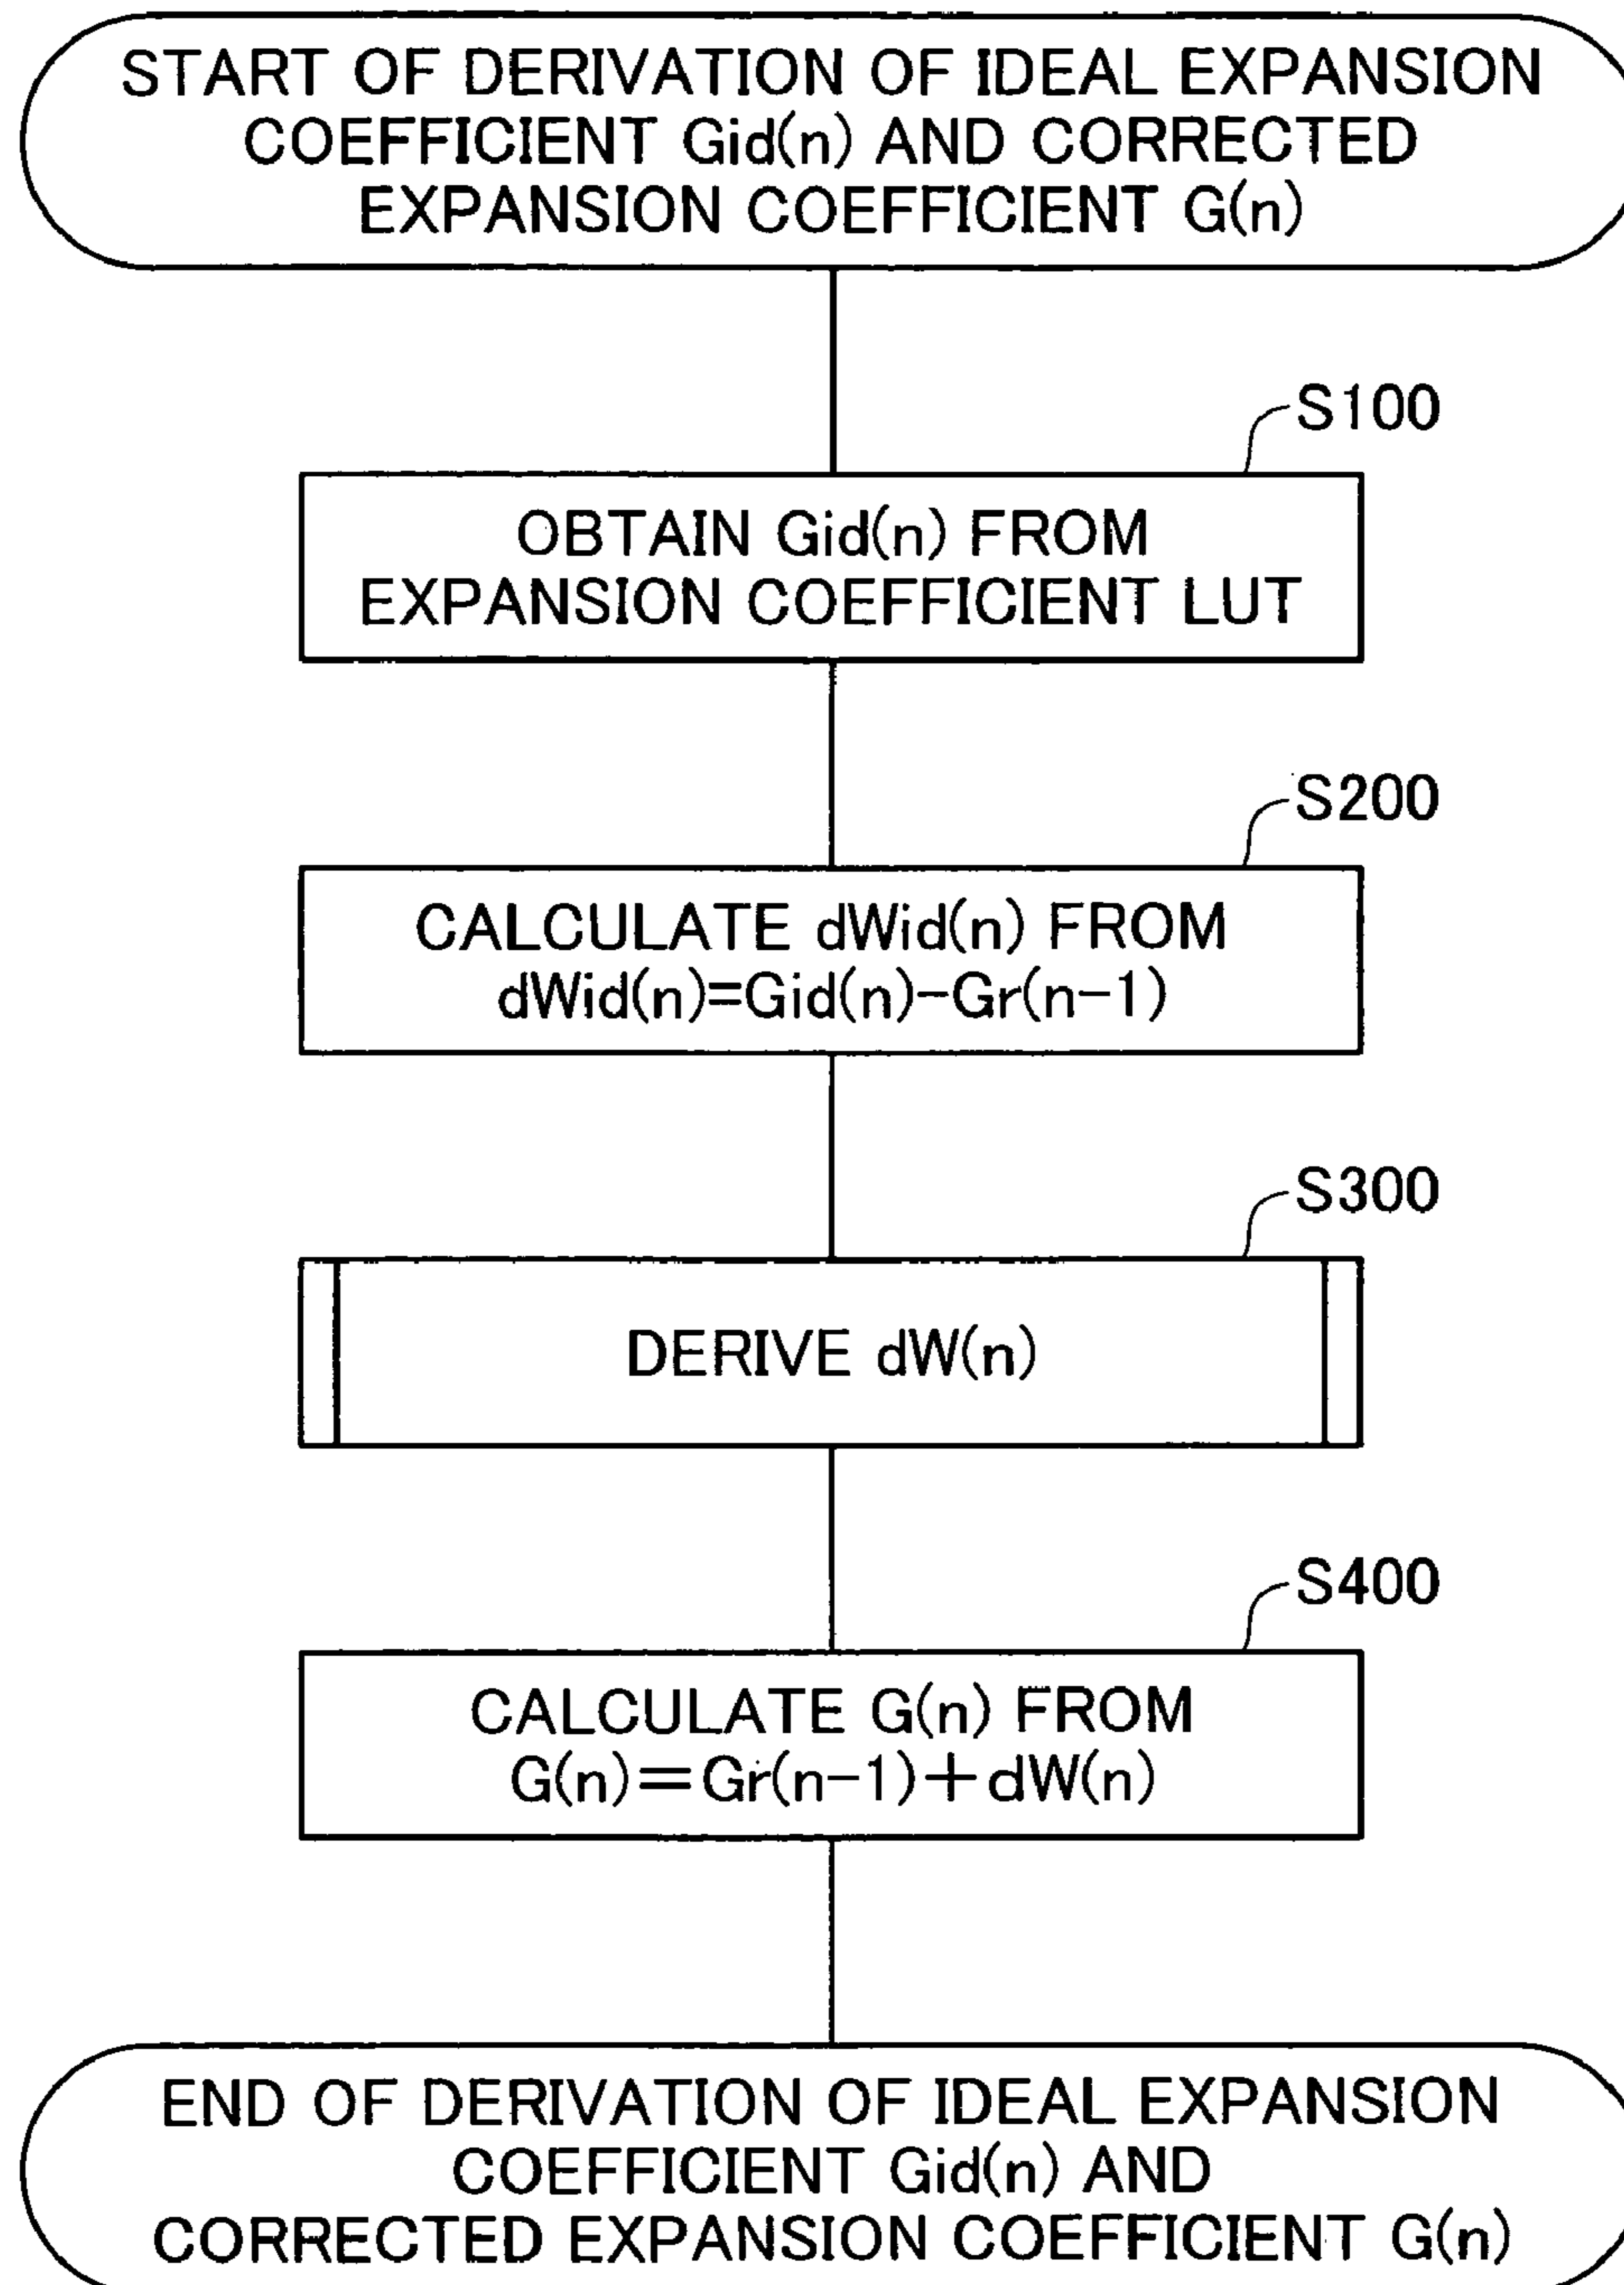 START OF DERIVATION OF IDEAL EXPANSION
COEFFICIENT Gid(n) AND CORRECTED
EXPANSION COEFFICIENT G(n)
S100
OBTAIN Gid(n) FROM
EXPANSION COEFFICIENT LUT
S200
CALCULATE dWid(n) FROM
dWid(n)=Gid(n)-Gr(n-1)
S300
DERIVE dW(n)
S400
CALCULATE G(n) FROM
G(n)=Gr(n-1)+dW(n)
END OF DERIVATION OF IDEAL EXPANSION
COEFFICIENT Gid(n) AND
CORRECTED EXPANSION COEFFICIENT G(n)